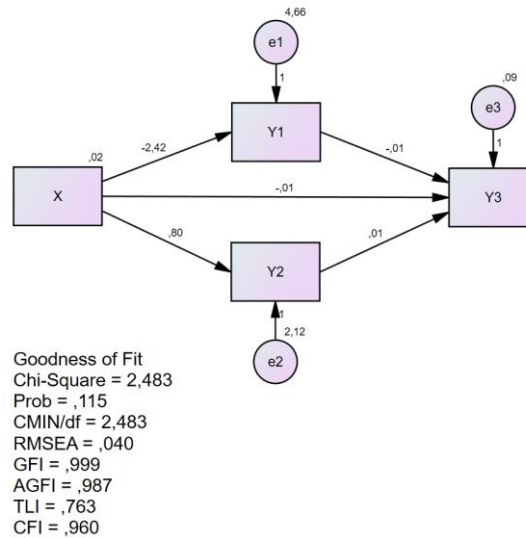 4,66
e1
1
,09
e3
1
Y1
,02
-2,42
-,01
X
-,01
Y3
,80
,01
Y2
1
2,12
e2
Goodness of Fit
Chi-Square = 2,483
Prob = ,115
CMIN/df = 2,483
RMSEA = ,040
GFI = ,999
AGFI = ,987
TLI = ,763
CFI = ,960